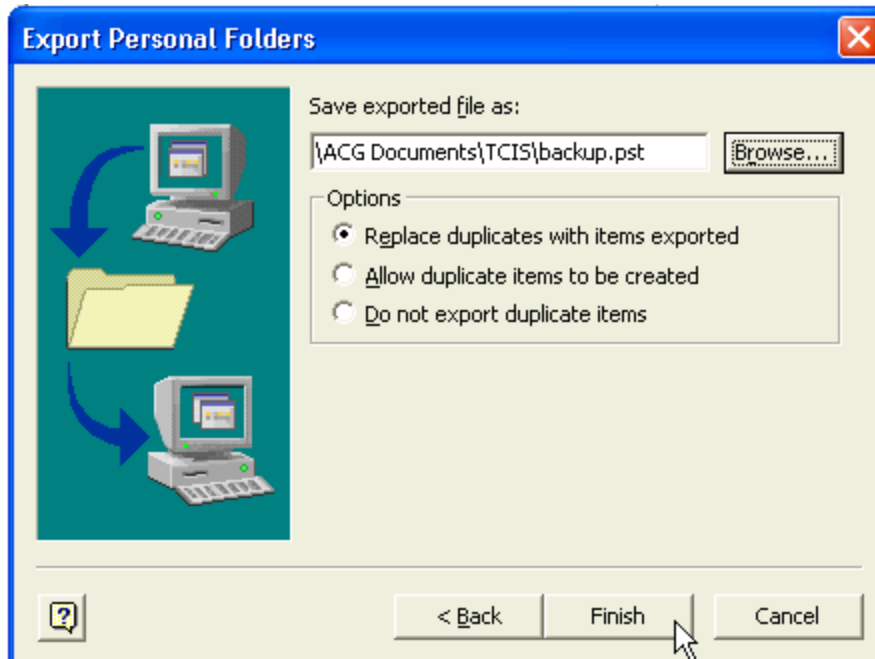 Export Personal Folders
Save exported file as:
\ACG Documents\TCIS\backup.pst
Browse...
Options
Replace duplicates with items exported
Allow duplicate items to be created
Do not export duplicate items
?
< Back
Finish
Cancel